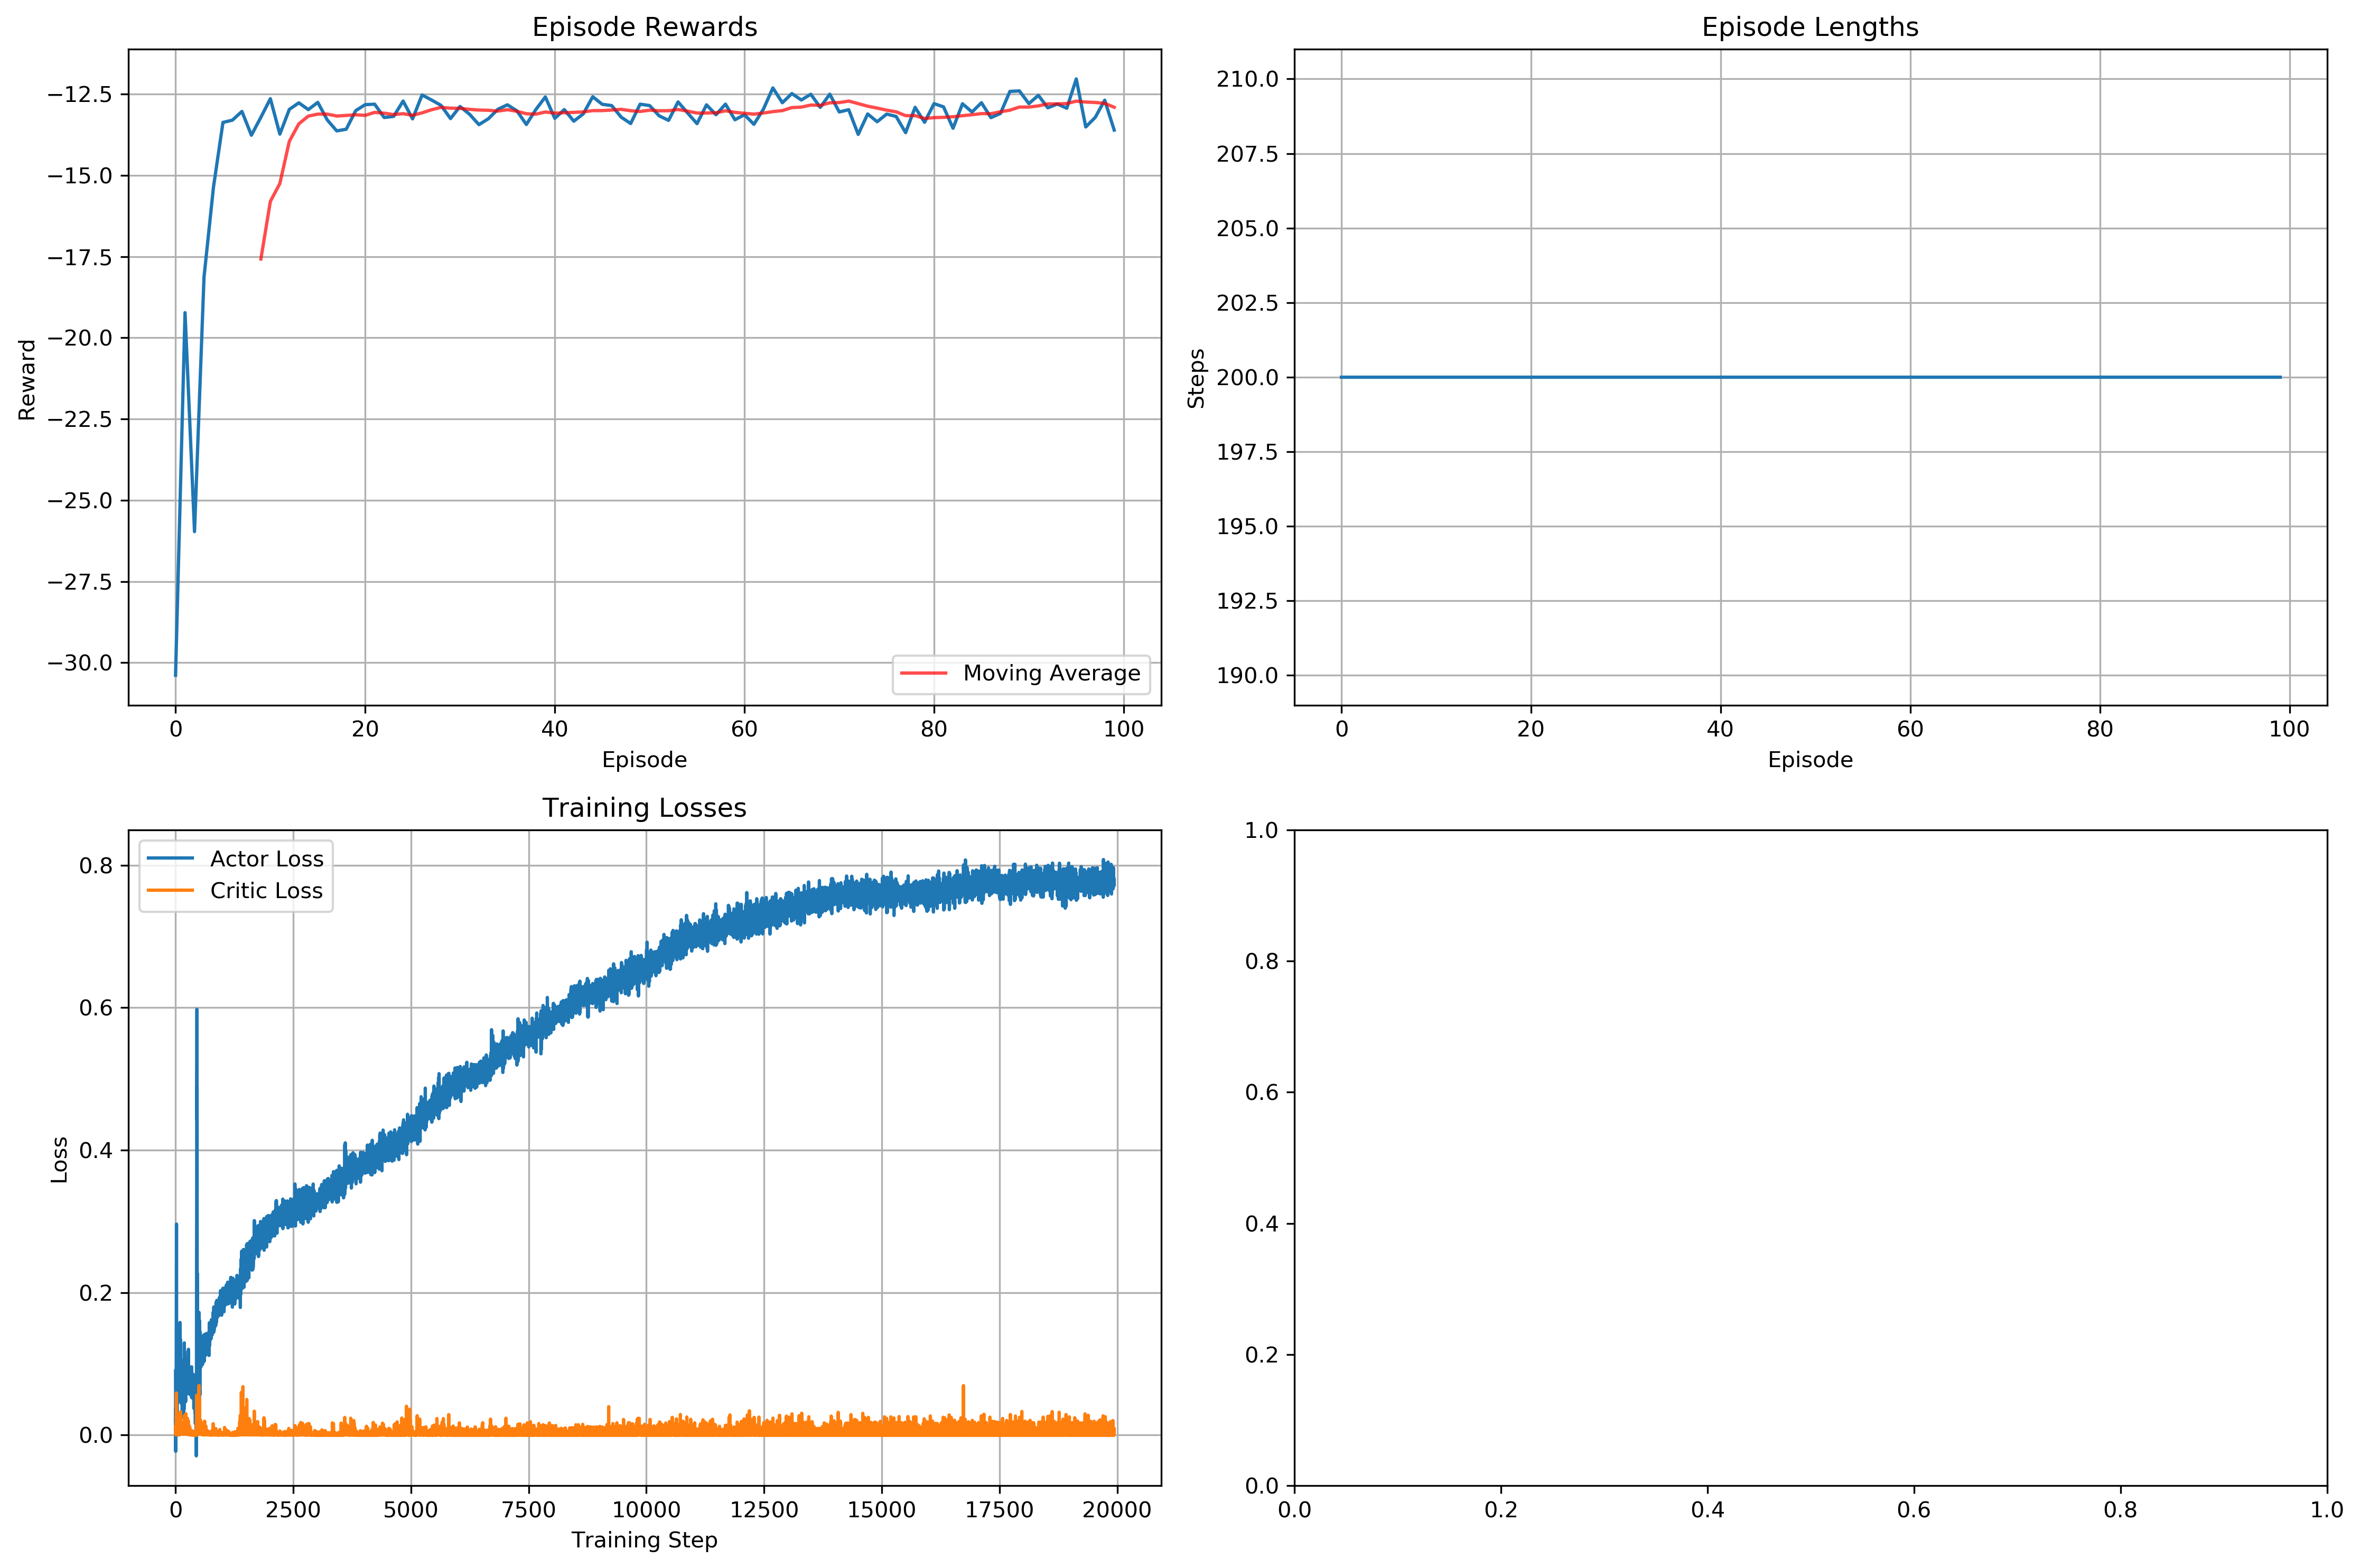 Episode Rewards
Reward
−12.5
−15.0
−17.5
−20.0
−22.5
−25.0
−27.5
−30.0
Moving Average
0 20 40 60 80 100
Episode
Episode Lengths
Steps
210.0
207.5
205.0
202.5
200.0
197.5
195.0
192.5
190.0
0 20 40 60 80 100
Episode
Training Losses
Actor Loss
Critic Loss
Loss
0.8
0.6
0.4
0.2
0.0
0 2500 5000 7500 10000 12500 15000 17500 20000
Training Step
1.0
0.8
0.6
0.4
0.2
0.0
0.0 0.2 0.4 0.6 0.8 1.0